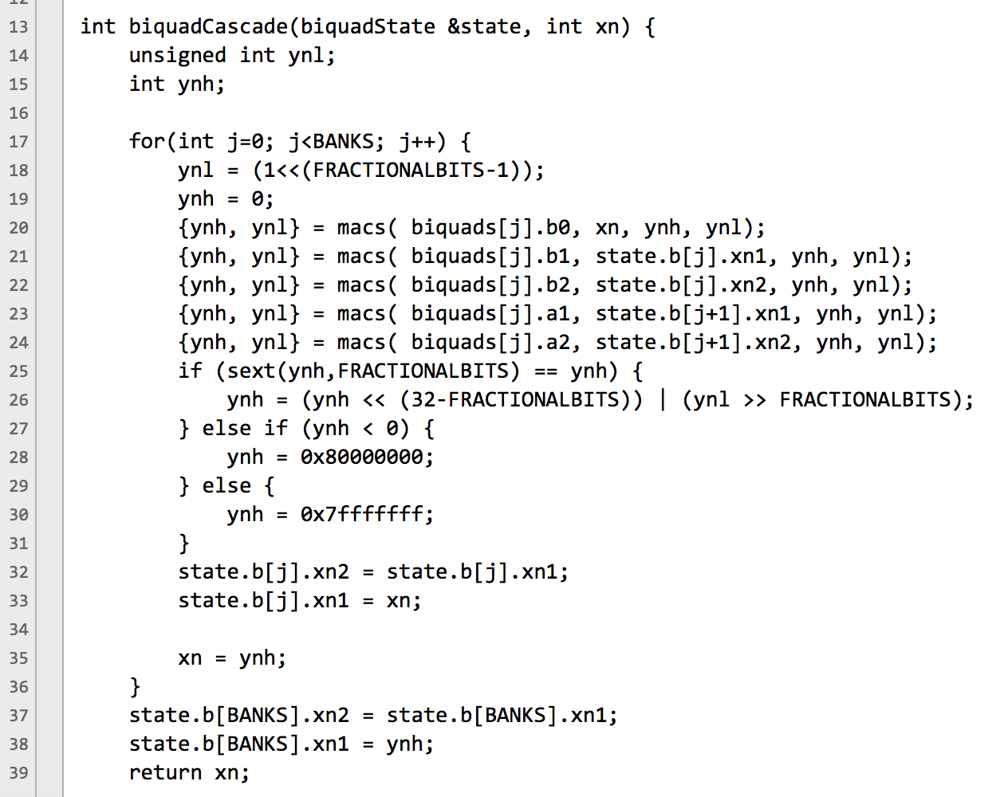 12
13 int biquadCascade(biquadState &state, int xn) {
14     unsigned int ynl;
15     int ynh;
16
17     for(int j=0; j<BANKS; j++) {
18         ynl = (1<<(FRACTIONALBITS-1));
19         ynh = 0;
20         {ynh, ynl} = macs( biquads[j].b0, xn, ynh, ynl);
21         {ynh, ynl} = macs( biquads[j].b1, state.b[j].xn1, ynh, ynl);
22         {ynh, ynl} = macs( biquads[j].b2, state.b[j].xn2, ynh, ynl);
23         {ynh, ynl} = macs( biquads[j].a1, state.b[j+1].xn1, ynh, ynl);
24         {ynh, ynl} = macs( biquads[j].a2, state.b[j+1].xn2, ynh, ynl);
25         if (sext(ynh,FRACTIONALBITS) == ynh) {
26             ynh = (ynh << (32-FRACTIONALBITS)) | (ynl >> FRACTIONALBITS);
27         } else if (ynh < 0) {
28             ynh = 0x80000000;
29         } else {
30             ynh = 0x7fffffff;
31         }
32         state.b[j].xn2 = state.b[j].xn1;
33         state.b[j].xn1 = xn;
34
35         xn = ynh;
36     }
37     state.b[BANKS].xn2 = state.b[BANKS].xn1;
38     state.b[BANKS].xn1 = ynh;
39     return xn;